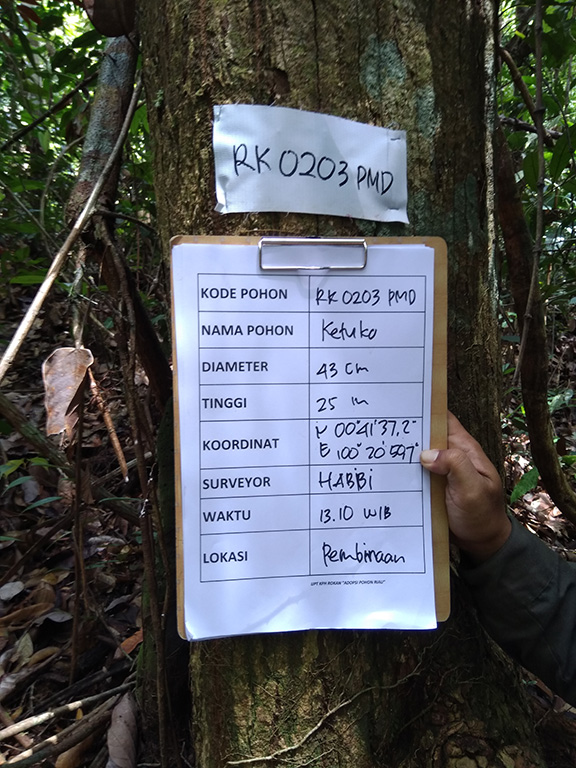 RK 0203 PMD
KODE POHON RK 0203 PMD
NAMA POHON Ketuko
DIAMETER 43 cm
TINGGI 25 m
KOORDINAT N 00°41'37,2"
E 100°20'59,7"
SURVEYOR HABBI
WAKTU 13.10 WIB
LOKASI Pembinaan
UPT KPH ROKAN "ADOPSI POHON RIAU"